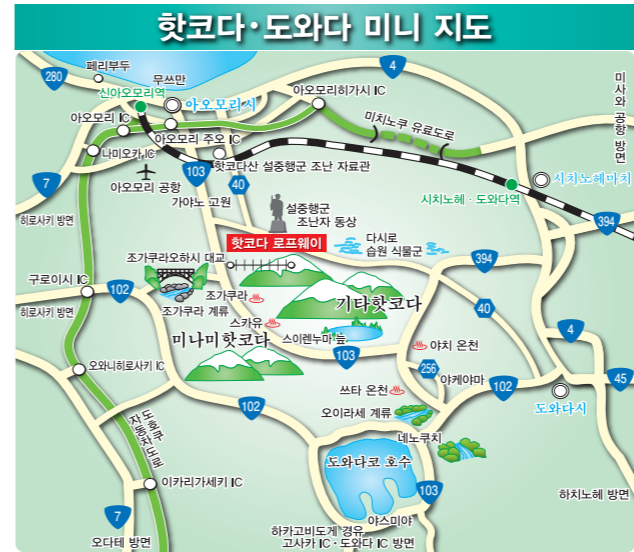 핫코다·도와다 미니 지도
페리부두
무쓰만
280
신아오모리역
아오모리시
아오모리히가시 IC
4
미사와 공항 방면
아오모리 IC
아오모리 주오 IC
미치노쿠 유료도로
나미오카 IC
핫코다산 설중행군 조난 자료관
시치노헤마치
7
아오모리 공항
103
40
시치노헤·도와다역
가야노 고원
히로사키 방면
설중행군
조난자 동상
394
핫코다 로프웨이
다시로
습원 식물군
조가쿠라오하시 대교
394
구로이시 IC
102
조가쿠라
기타핫코다
40
히로사키 방면
조가쿠라 계류
스카유
스이렌누마 늪
4
미나미핫코다
103
야치 온천
오와니히로사키 IC
256
야케야마
102
45
쓰타 온천
도와다시
102
오이라세 계류
도호쿠
자동차도로
네노쿠치
도와다코 호수
이카리가세키 IC
103
하치노헤 방면
7
야스미야
오다테 방면
하카고비도게 경유
고사카 IC·도와다 IC 방면